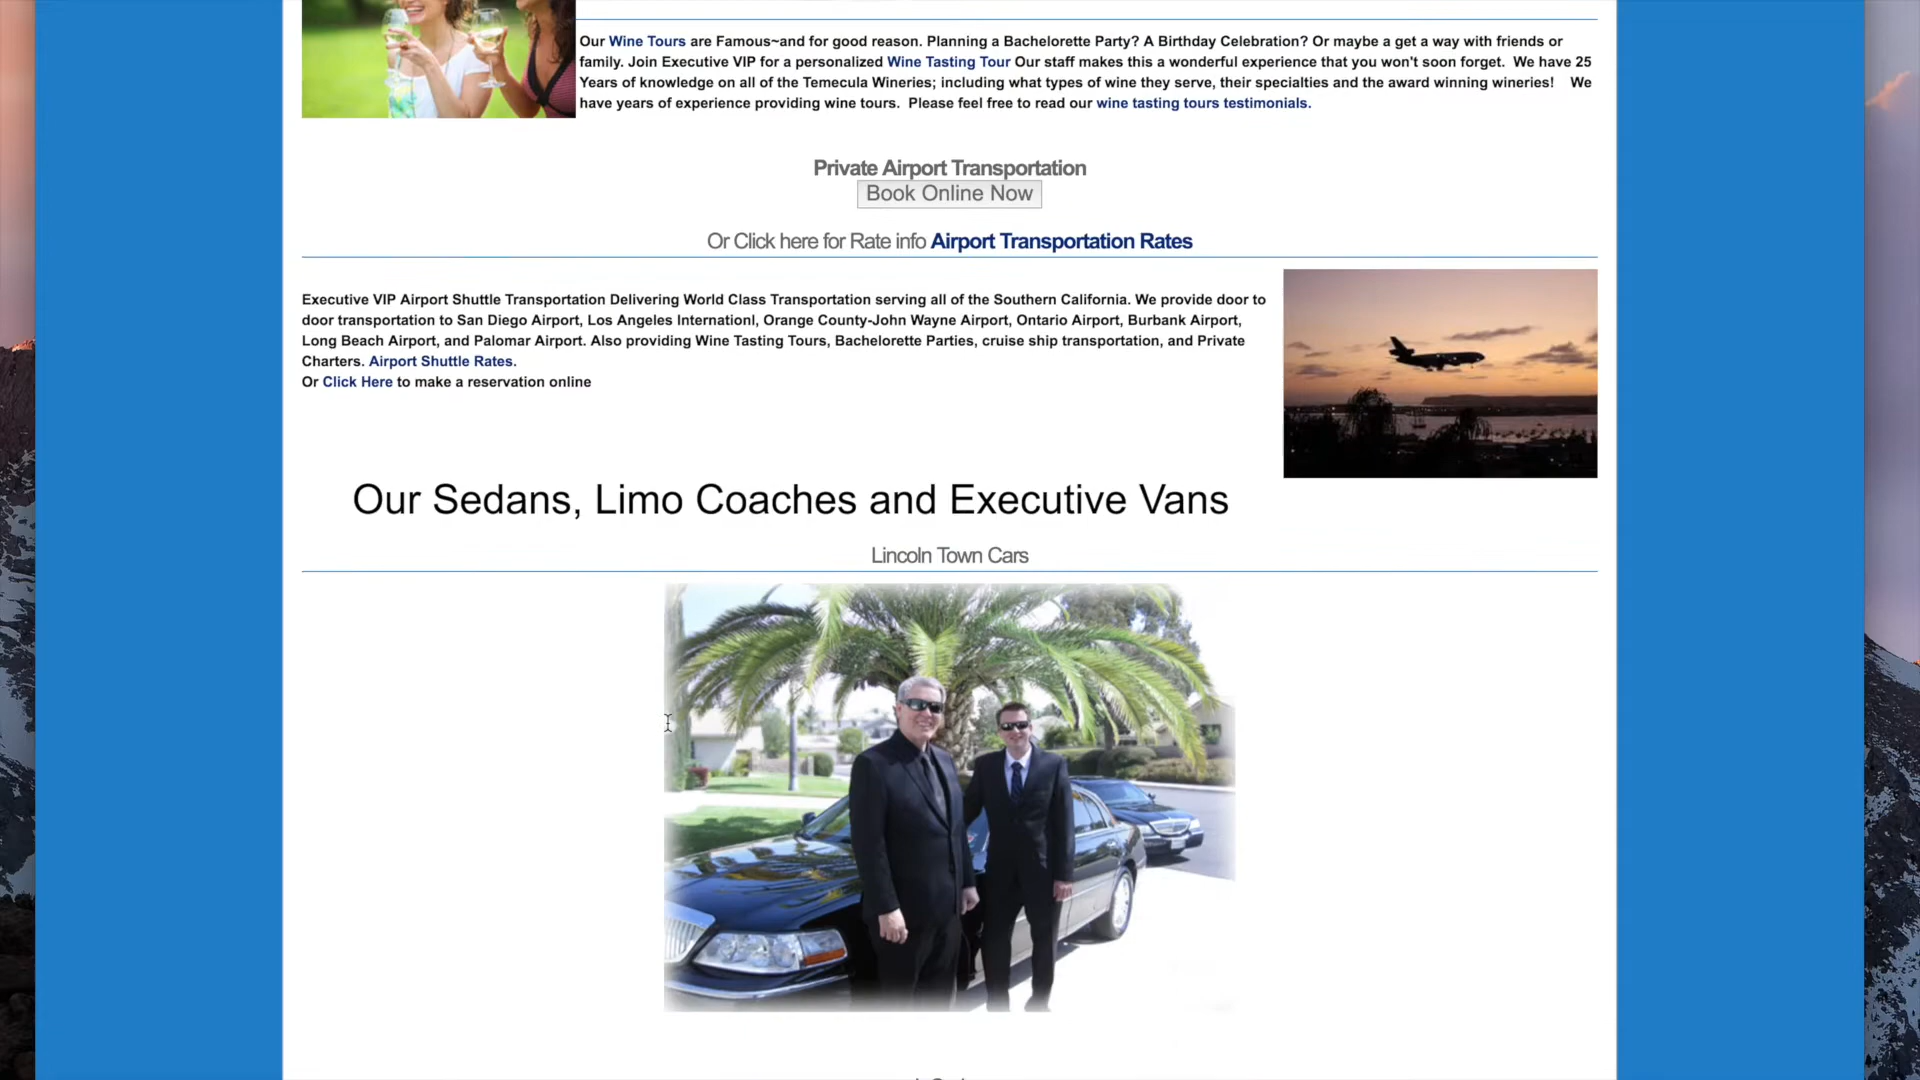 Our Wine Tours are Famous~and for good reason. Planning a Bachelorette Party? A Birthday Celebration? Or maybe a get a way with friends or
family. Join Executive VIP for a personalized Wine Tasting Tour Our staff makes this a wonderful experience that you won't soon forget. We have 25
Years of knowledge on all of the Temecula Wineries; including what types of wine they serve, their specialties and the award winning wineries! We
have years of experience providing wine tours. Please feel free to read our wine tasting tours testimonials.
Private Airport Transportation
Book Online Now
Or Click here for Rate info Airport Transportation Rates
Executive VIP Airport Shuttle Transportation Delivering World Class Transportation serving all of the Southern California. We provide door to
door transportation to San Diego Airport, Los Angeles Internationl, Orange County-John Wayne Airport, Ontario Airport, Burbank Airport,
Long Beach Airport, and Palomar Airport. Also providing Wine Tasting Tours, Bachelorette Parties, cruise ship transportation, and Private
Charters. Airport Shuttle Rates.
Or Click Here to make a reservation online
Our Sedans, Limo Coaches and Executive Vans
Lincoln Town Cars